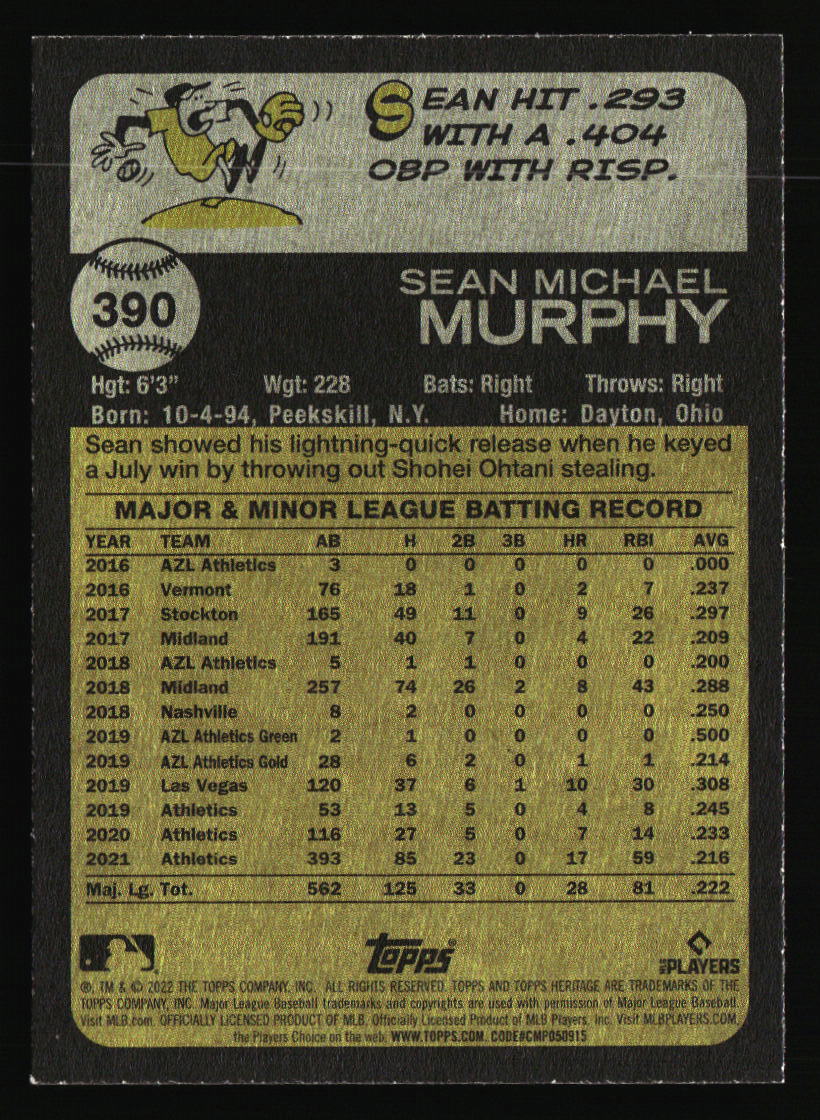 SEAN HIT .293
WITH A .404
OBP WITH RISP.
390
SEAN MICHAEL
MURPHY
Hgt: 6'3" Wgt: 228 Bats: Right Throws: Right
Born: 10-4-94, Peekskill, N.Y. Home: Dayton, Ohio
Sean showed his lightning-quick release when he keyed
a July win by throwing out Shohei Ohtani stealing.
MAJOR & MINOR LEAGUE BATTING RECORD
YEAR TEAM AB H 2B 3B HR RBI AVG
2016 AZL Athletics 3 0 0 0 0 0 .000
2016 Vermont 76 18 1 0 2 7 .237
2017 Stockton 165 49 11 0 9 26 .297
2017 Midland 191 40 7 0 4 22 .209
2018 AZL Athletics 5 1 1 0 0 0 .200
2018 Midland 257 74 26 2 8 43 .288
2018 Nashville 8 2 0 0 0 0 .250
2019 AZL Athletics Green 2 1 0 0 0 0 .500
2019 AZL Athletics Gold 28 6 2 0 1 1 .214
2019 Las Vegas 120 37 6 1 10 30 .308
2019 Athletics 53 13 5 0 4 8 .245
2020 Athletics 116 27 5 0 7 14 .233
2021 Athletics 393 85 23 0 17 59 .216
Maj. Lg. Tot. 562 125 33 0 28 81 .222
topps®
MLB PLAYERS
®, TM & © 2022 THE TOPPS COMPANY, INC. ALL RIGHTS RESERVED. TOPPS AND TOPPS HERITAGE ARE TRADEMARKS OF THE
TOPPS COMPANY, INC. Major League Baseball trademarks and copyrights are used with permission of Major League Baseball.
Visit MLB.com. OFFICIALLY LICENSED PRODUCT OF MLB. Officially Licensed Product of MLB Players, Inc. Visit MLBPLAYERS.COM,
the Players Choice on the web. WWW.TOPPS.COM. CODE#CMP050915